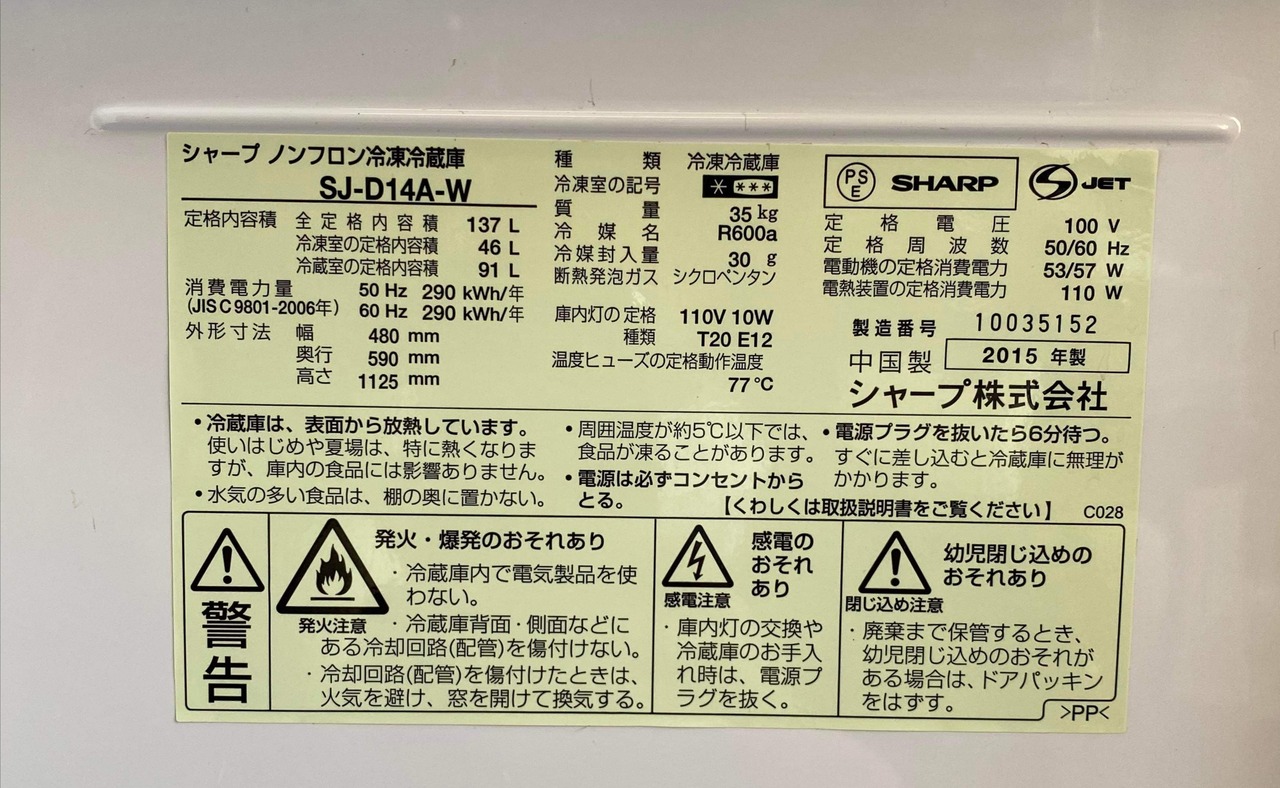 シャープ ノンフロン冷凍冷蔵庫
SJ-D14A-W
定格内容積 全定格内容積 137 L
冷凍室の定格内容積 46 L
冷蔵室の定格内容積 91 L
消費電力量 50 Hz 290 kWh/年
(JIS C 9801-2006年) 60 Hz 290 kWh/年
外形寸法 幅 480 mm
奥行 590 mm
高さ 1125 mm
種類 冷凍冷蔵庫
冷凍室の記号 * ***
質量 35 kg
冷媒名 R600a
冷媒封入量 30 g
断熱発泡ガス シクロペンタン
庫内灯の定格 110V 10W
種類 T20 E12
温度ヒューズの定格動作温度
77 ℃
PSE SHARP S JET
定格電圧 100 V
定格周波数 50/60 Hz
電動機の定格消費電力 53/57 W
電熱装置の定格消費電力 110 W
製造番号 10035152
中国製 2015 年製
シャープ株式会社
・冷蔵庫は、表面から放熱しています。
使いはじめや夏場は、特に熱くなりま
すが、庫内の食品には影響ありません。
・水気の多い食品は、棚の奥に置かない。
・周囲温度が約5℃以下では、
食品が凍ることがあります。
・電源は必ずコンセントから
とる。
・電源プラグを抜いたら6分待つ。
すぐに差し込むと冷蔵庫に無理が
かかります。
【くわしくは取扱説明書をご覧ください】 C028
警告
発火・爆発のおそれあり
発火注意
・冷蔵庫内で電気製品を使
わない。
・冷蔵庫背面・側面などに
ある冷却回路(配管)を傷付けない。
・冷却回路(配管)を傷付けたときは、
火気を避け、窓を開けて換気する。
感電の
おそれ
あり
感電注意
・庫内灯の交換や
冷蔵庫のお手入
れ時は、電源プ
ラグを抜く。
幼児閉じ込めの
おそれあり
閉じ込め注意
・廃棄まで保管するとき、
幼児閉じ込めのおそれが
ある場合は、ドアパッキン
をはずす。
>PP<